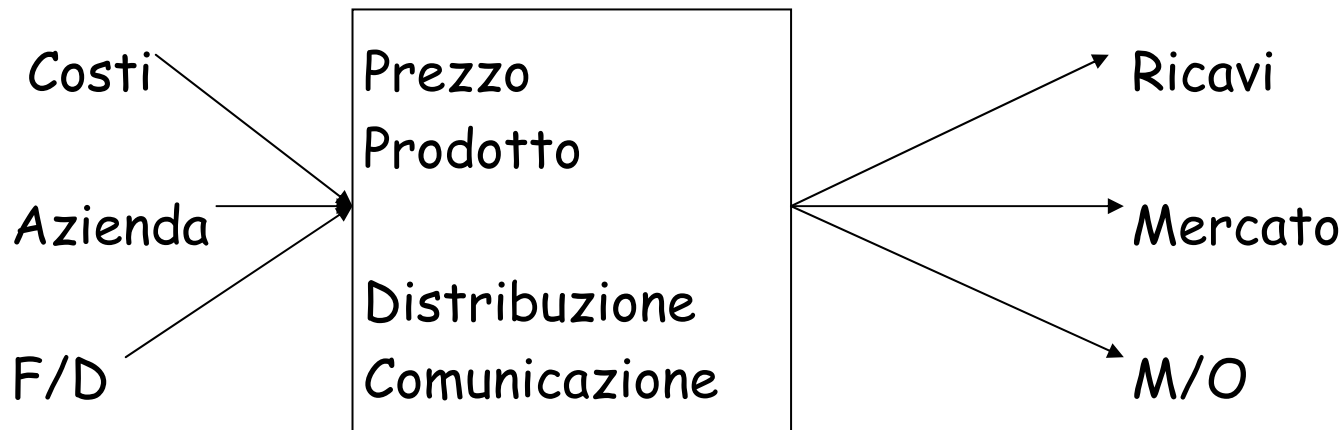 Costi
Azienda
F/D
Prezzo
Prodotto
Distribuzione
Comunicazione
Ricavi
Mercato
M/O